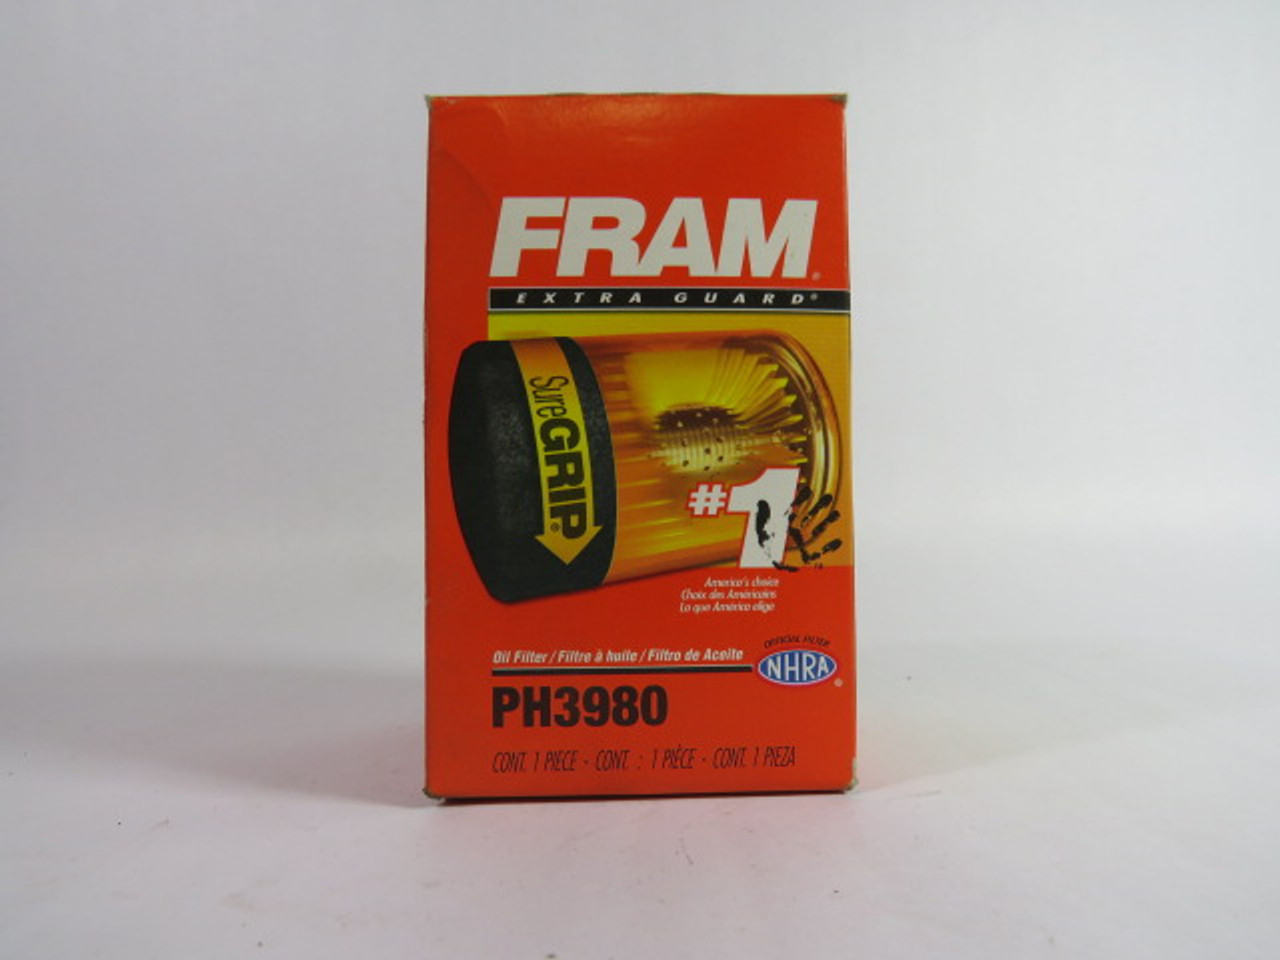 FRAM®
EXTRA GUARD®
SureGRIP®
#1
America's choice
Choix des Américains
Lo que América elige
OFFICIAL FILTER
NHRA®
Oil Filter / Filtre à huile / Filtro de Aceite
PH3980
CONT. 1 PIECE - CONT. : 1 PIÈCE - CONT. 1 PIEZA